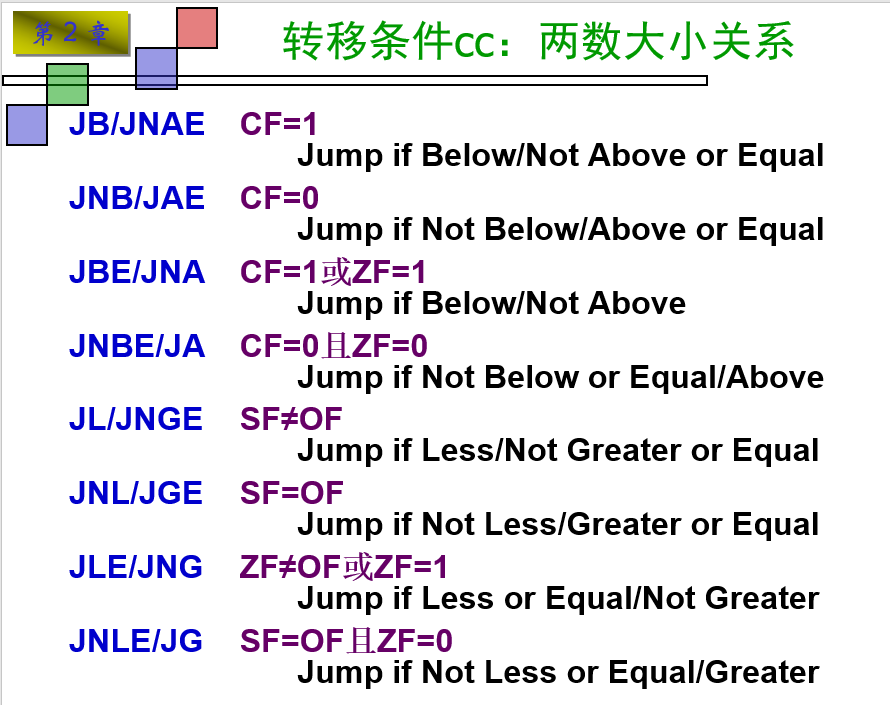 第 2 章
转移条件cc：两数大小关系
JB/JNAE CF=1
Jump if Below/Not Above or Equal
JNB/JAE CF=0
Jump if Not Below/Above or Equal
JBE/JNA CF=1或ZF=1
Jump if Below/Not Above
JNBE/JA CF=0且ZF=0
Jump if Not Below or Equal/Above
JL/JNGE SF≠OF
Jump if Less/Not Greater or Equal
JNL/JGE SF=OF
Jump if Not Less/Greater or Equal
JLE/JNG ZF≠OF或ZF=1
Jump if Less or Equal/Not Greater
JNLE/JG SF=OF且ZF=0
Jump if Not Less or Equal/Greater